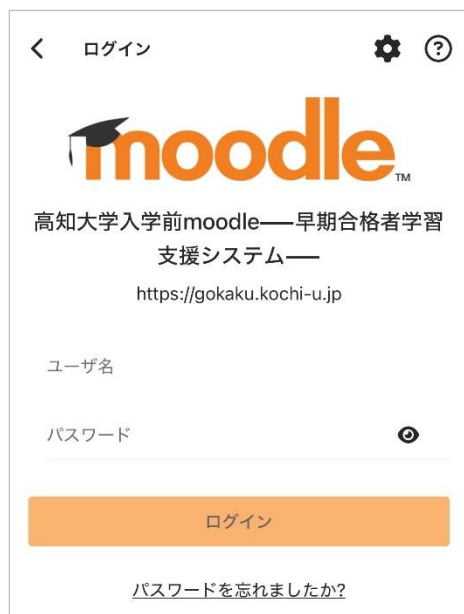 ログイン
moodle™
高知大学入学前moodle――早期合格者学習
支援システム――
https://gokaku.kochi-u.jp
ユーザ名
パスワード
ログイン
パスワードを忘れましたか?